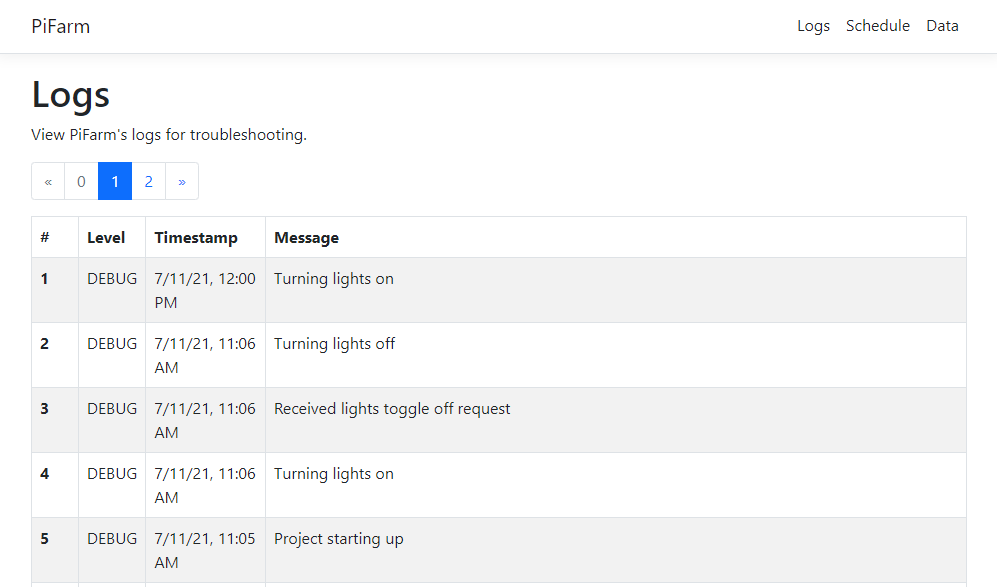 PiFarm Logs Schedule Data
Logs
View PiFarm's logs for troubleshooting.
« 0 1 2 »
# Level Timestamp Message
1 DEBUG 7/11/21, 12:00 PM Turning lights on
2 DEBUG 7/11/21, 11:06 AM Turning lights off
3 DEBUG 7/11/21, 11:06 AM Received lights toggle off request
4 DEBUG 7/11/21, 11:06 AM Turning lights on
5 DEBUG 7/11/21, 11:05 AM Project starting up